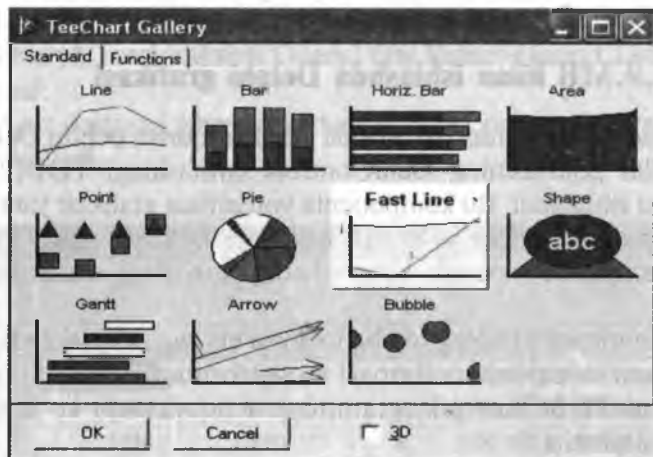 TeeChart Gallery
Standard Functions
Line Bar Horiz. Bar Area
Point Pie Fast Line Shape
abc
Gantt Arrow Bubble
OK Cancel 3D